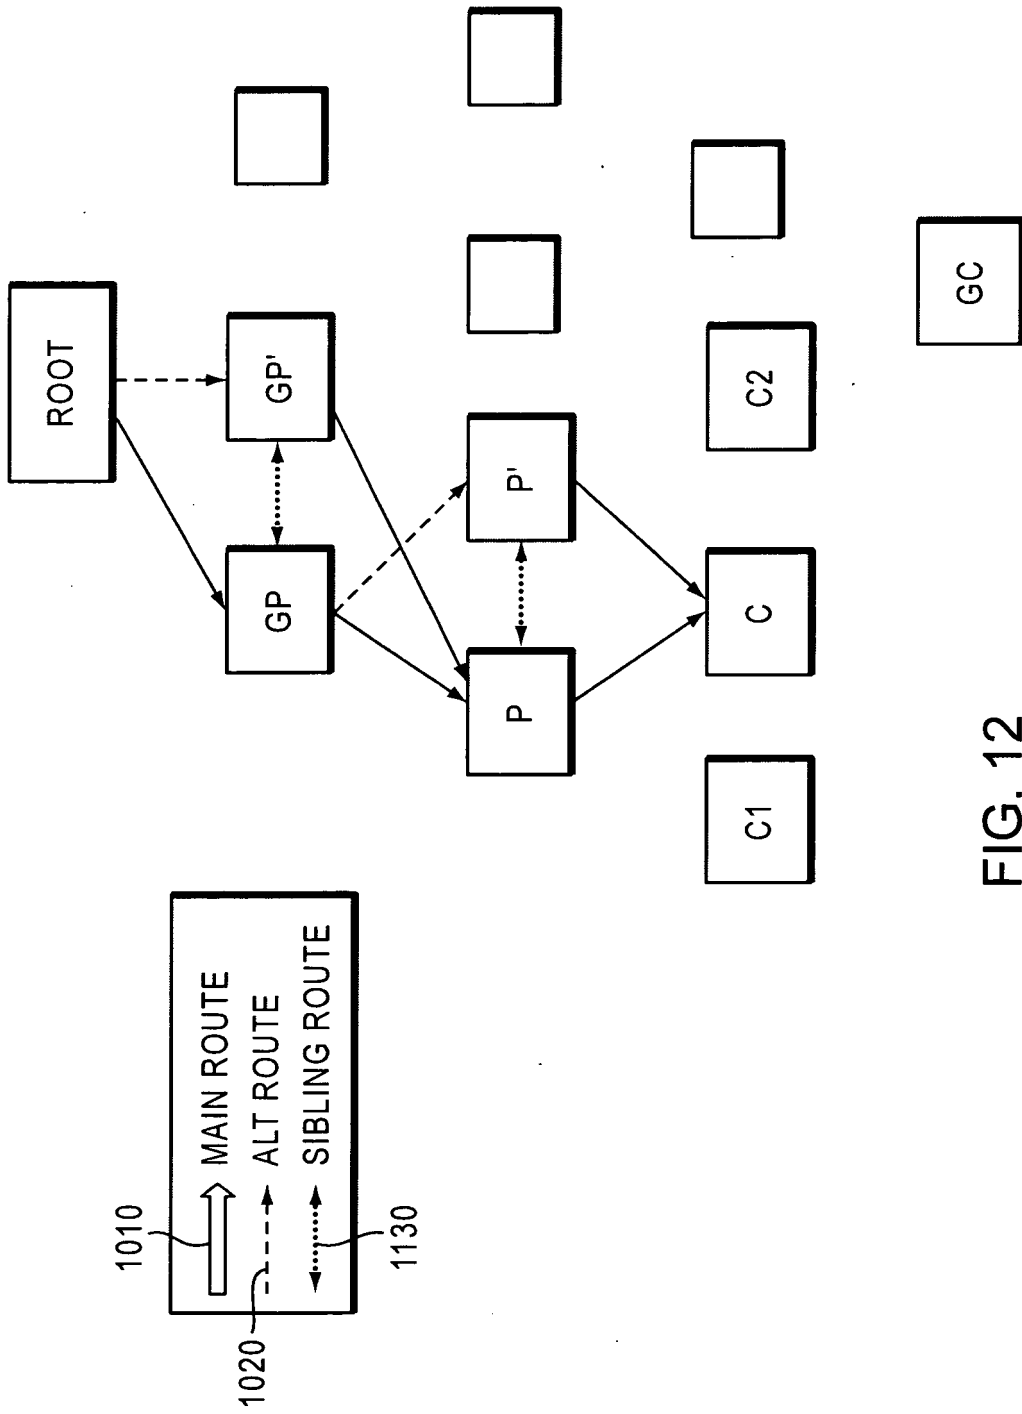 1010
MAIN ROUTE
1020
ALT ROUTE
SIBLING ROUTE
1130
ROOT
GP
GP'
P
P'
C1
C
C2
GC
FIG. 12